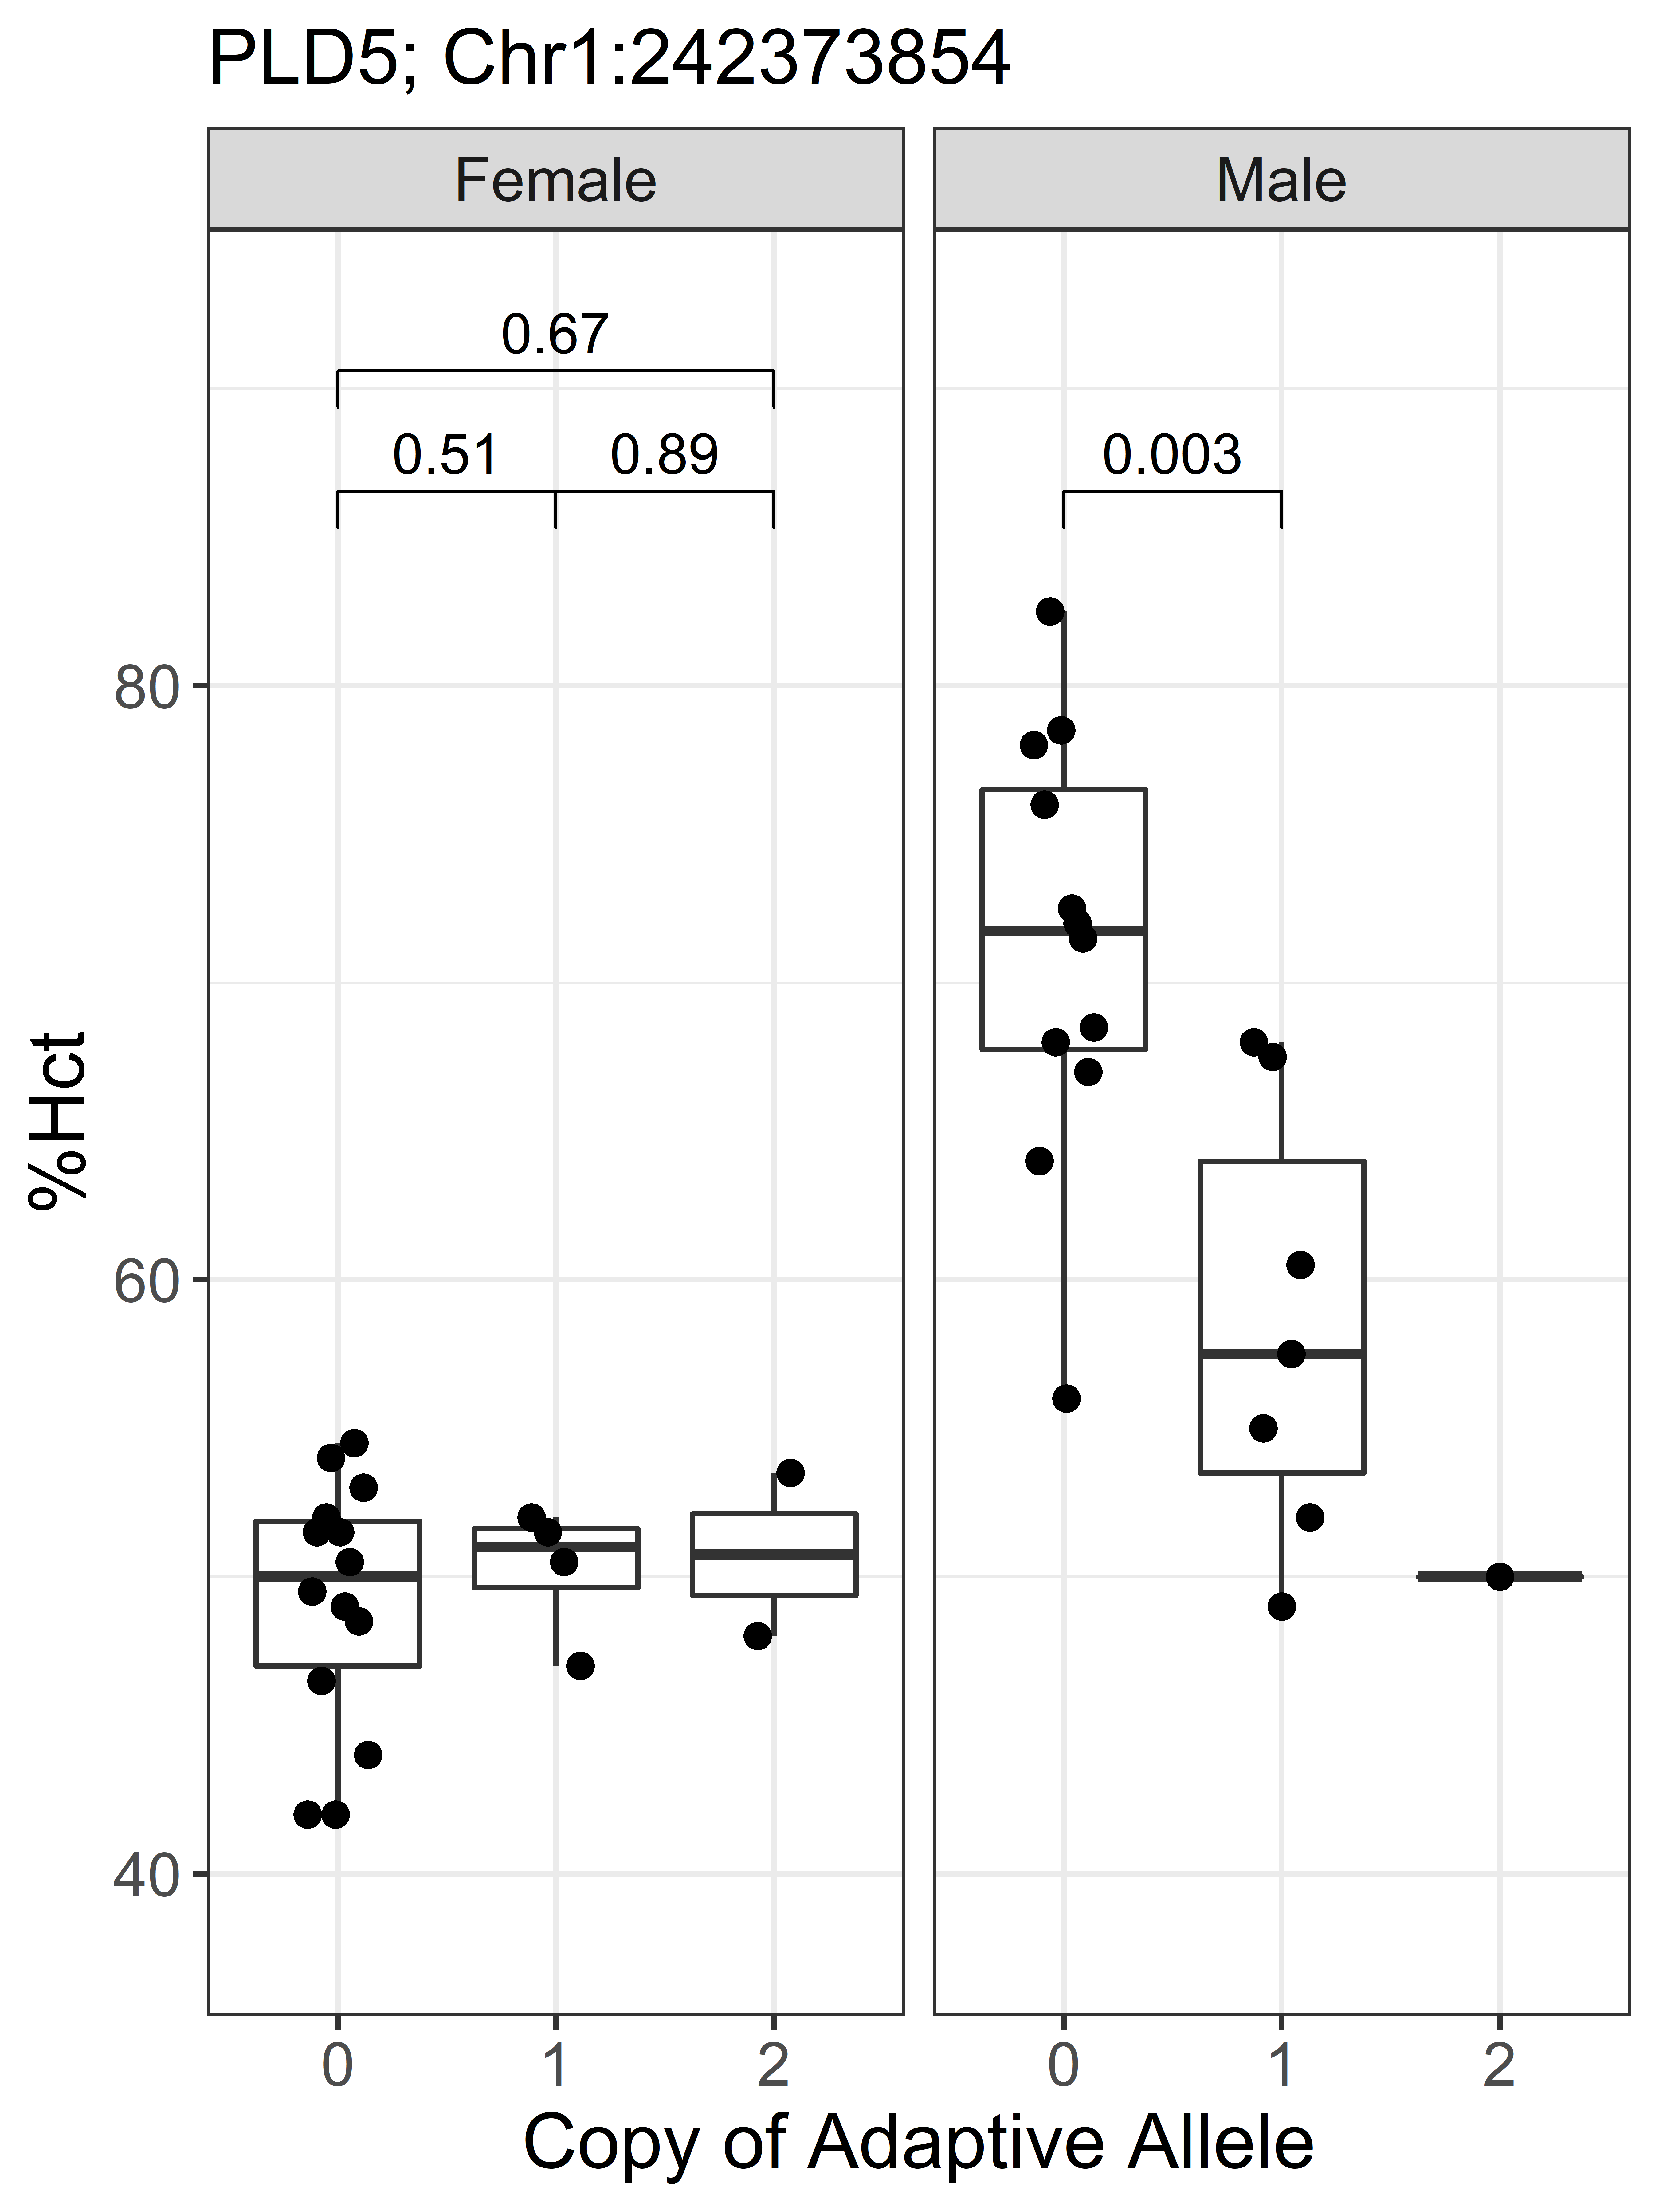 PLD5; Chr1:242373854
Female
Male
0.67
0.51
0.89
0.003
80
60
40
%Hct
0
1
2
0
1
2
Copy of Adaptive Allele